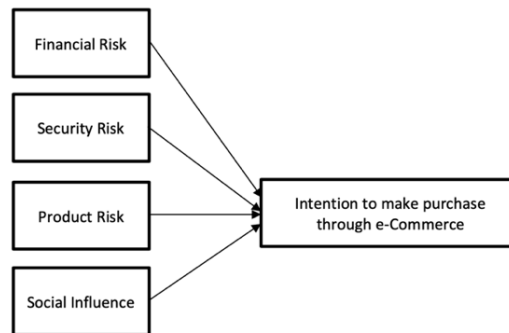 Financial Risk
Security Risk
Product Risk
Social Influence
Intention to make purchase
through e-Commerce